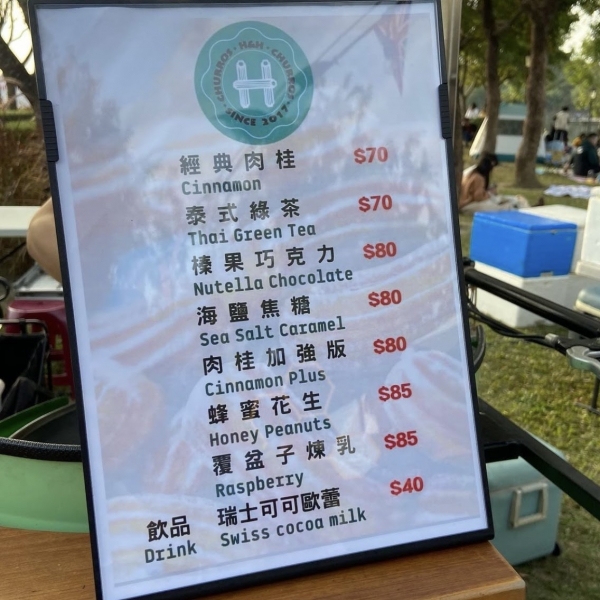 CHURROS · H&H · CHURROS
· SINCE 2017 ·
經典肉桂 $70
Cinnamon
泰式綠茶 $70
Thai Green Tea
榛果巧克力 $80
Nutella Chocolate
海鹽焦糖 $80
Sea Salt Caramel
肉桂加強版 $80
Cinnamon Plus
蜂蜜花生 $85
Honey Peanuts
覆盆子煉乳 $85
Raspberry
飲品 瑞士可可歐蕾 $40
Drink Swiss cocoa milk